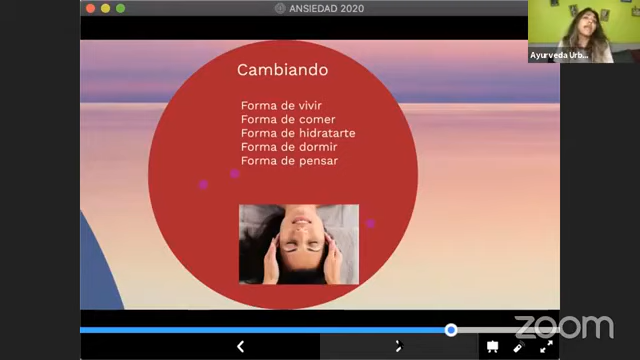 ANSIEDAD 2020
Ayurveda Urb...
Cambiando
Forma de vivir
Forma de comer
Forma de hidratarte
Forma de dormir
Forma de pensar
zoom